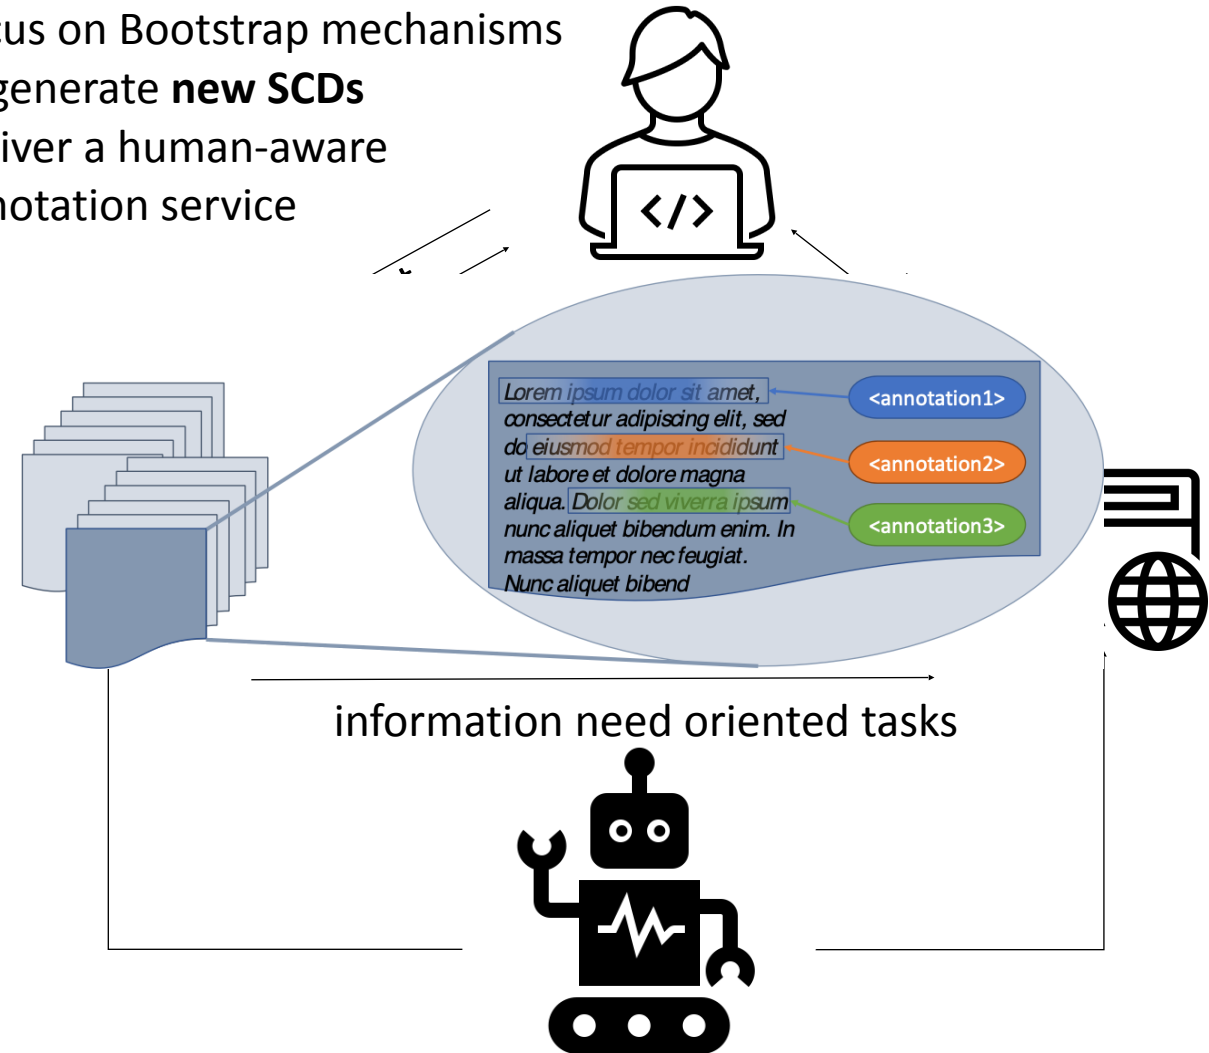 cus on Bootstrap mechanisms
generate new SCDs
iver a human-aware
notation service
</>
Lorem ipsum dolor sit amet,
consectetur adipiscing elit, sed
do eiusmod tempor incididunt
ut labore et dolore magna
aliqua. Dolor sed viverra ipsum
nunc aliquet bibendum enim. In
massa tempor nec feugiat.
Nunc aliquet bibend
<annotation1>
<annotation2>
<annotation3>
information need oriented tasks